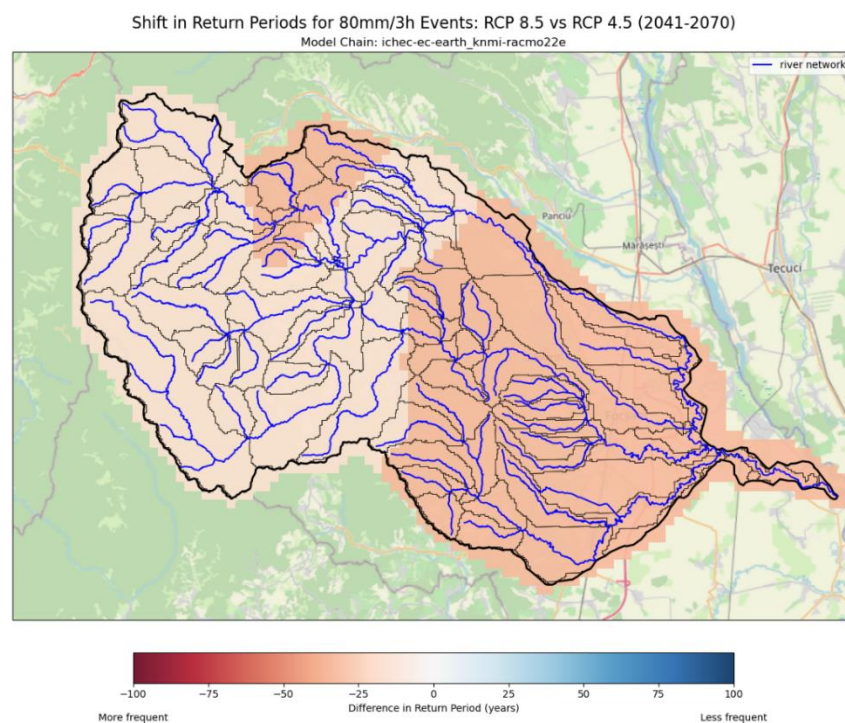 Shift in Return Periods for 80mm/3h Events: RCP 8.5 vs RCP 4.5 (2041-2070)
Model Chain: ichec-ec-earth_knmi-racmo22e
river network
Panciu
Mărășești
Tecuci
−100 −75 −50 −25 0 25 50 75 100
Difference in Return Period (years)
More frequent Less frequent